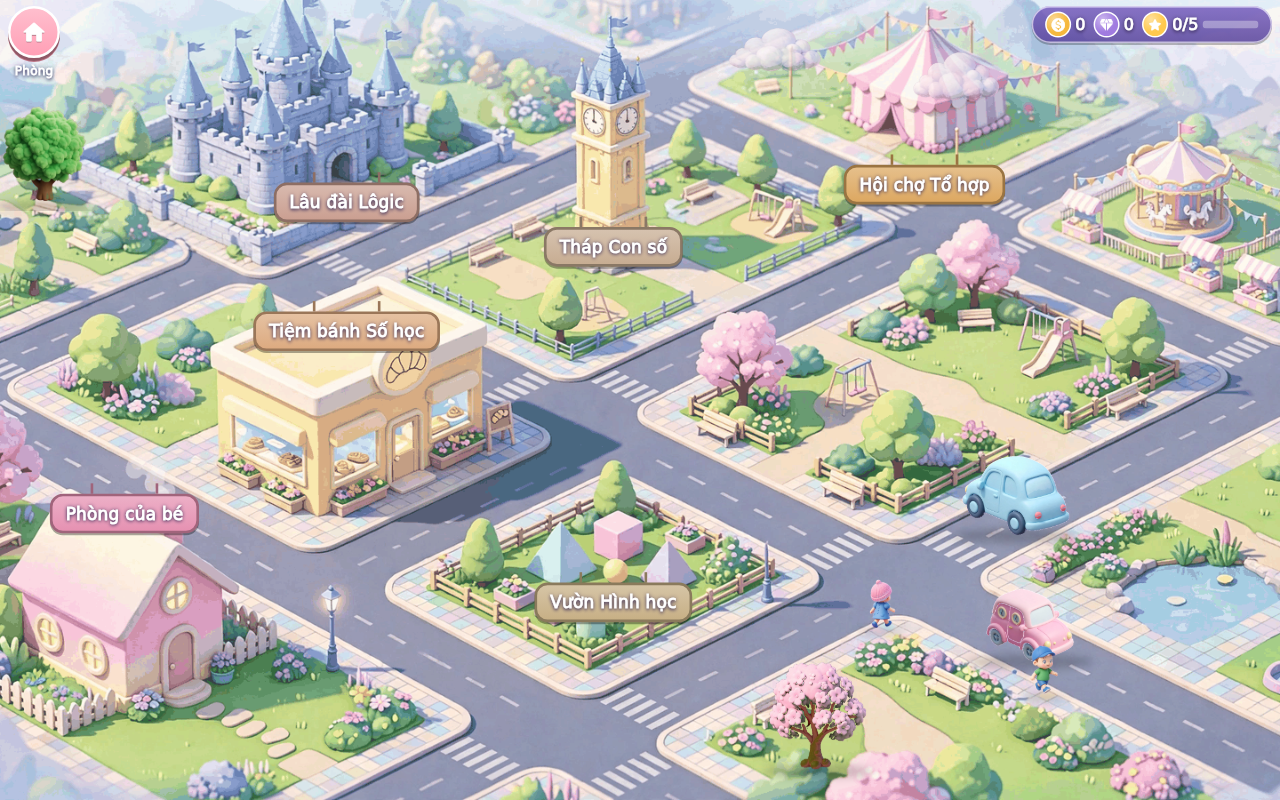 Phòng
0 0 0/5
Lâu đài Lôgic
Hội chợ Tổ hợp
Tháp Con số
Tiệm bánh Số học
Phòng của bé
Vườn Hình học